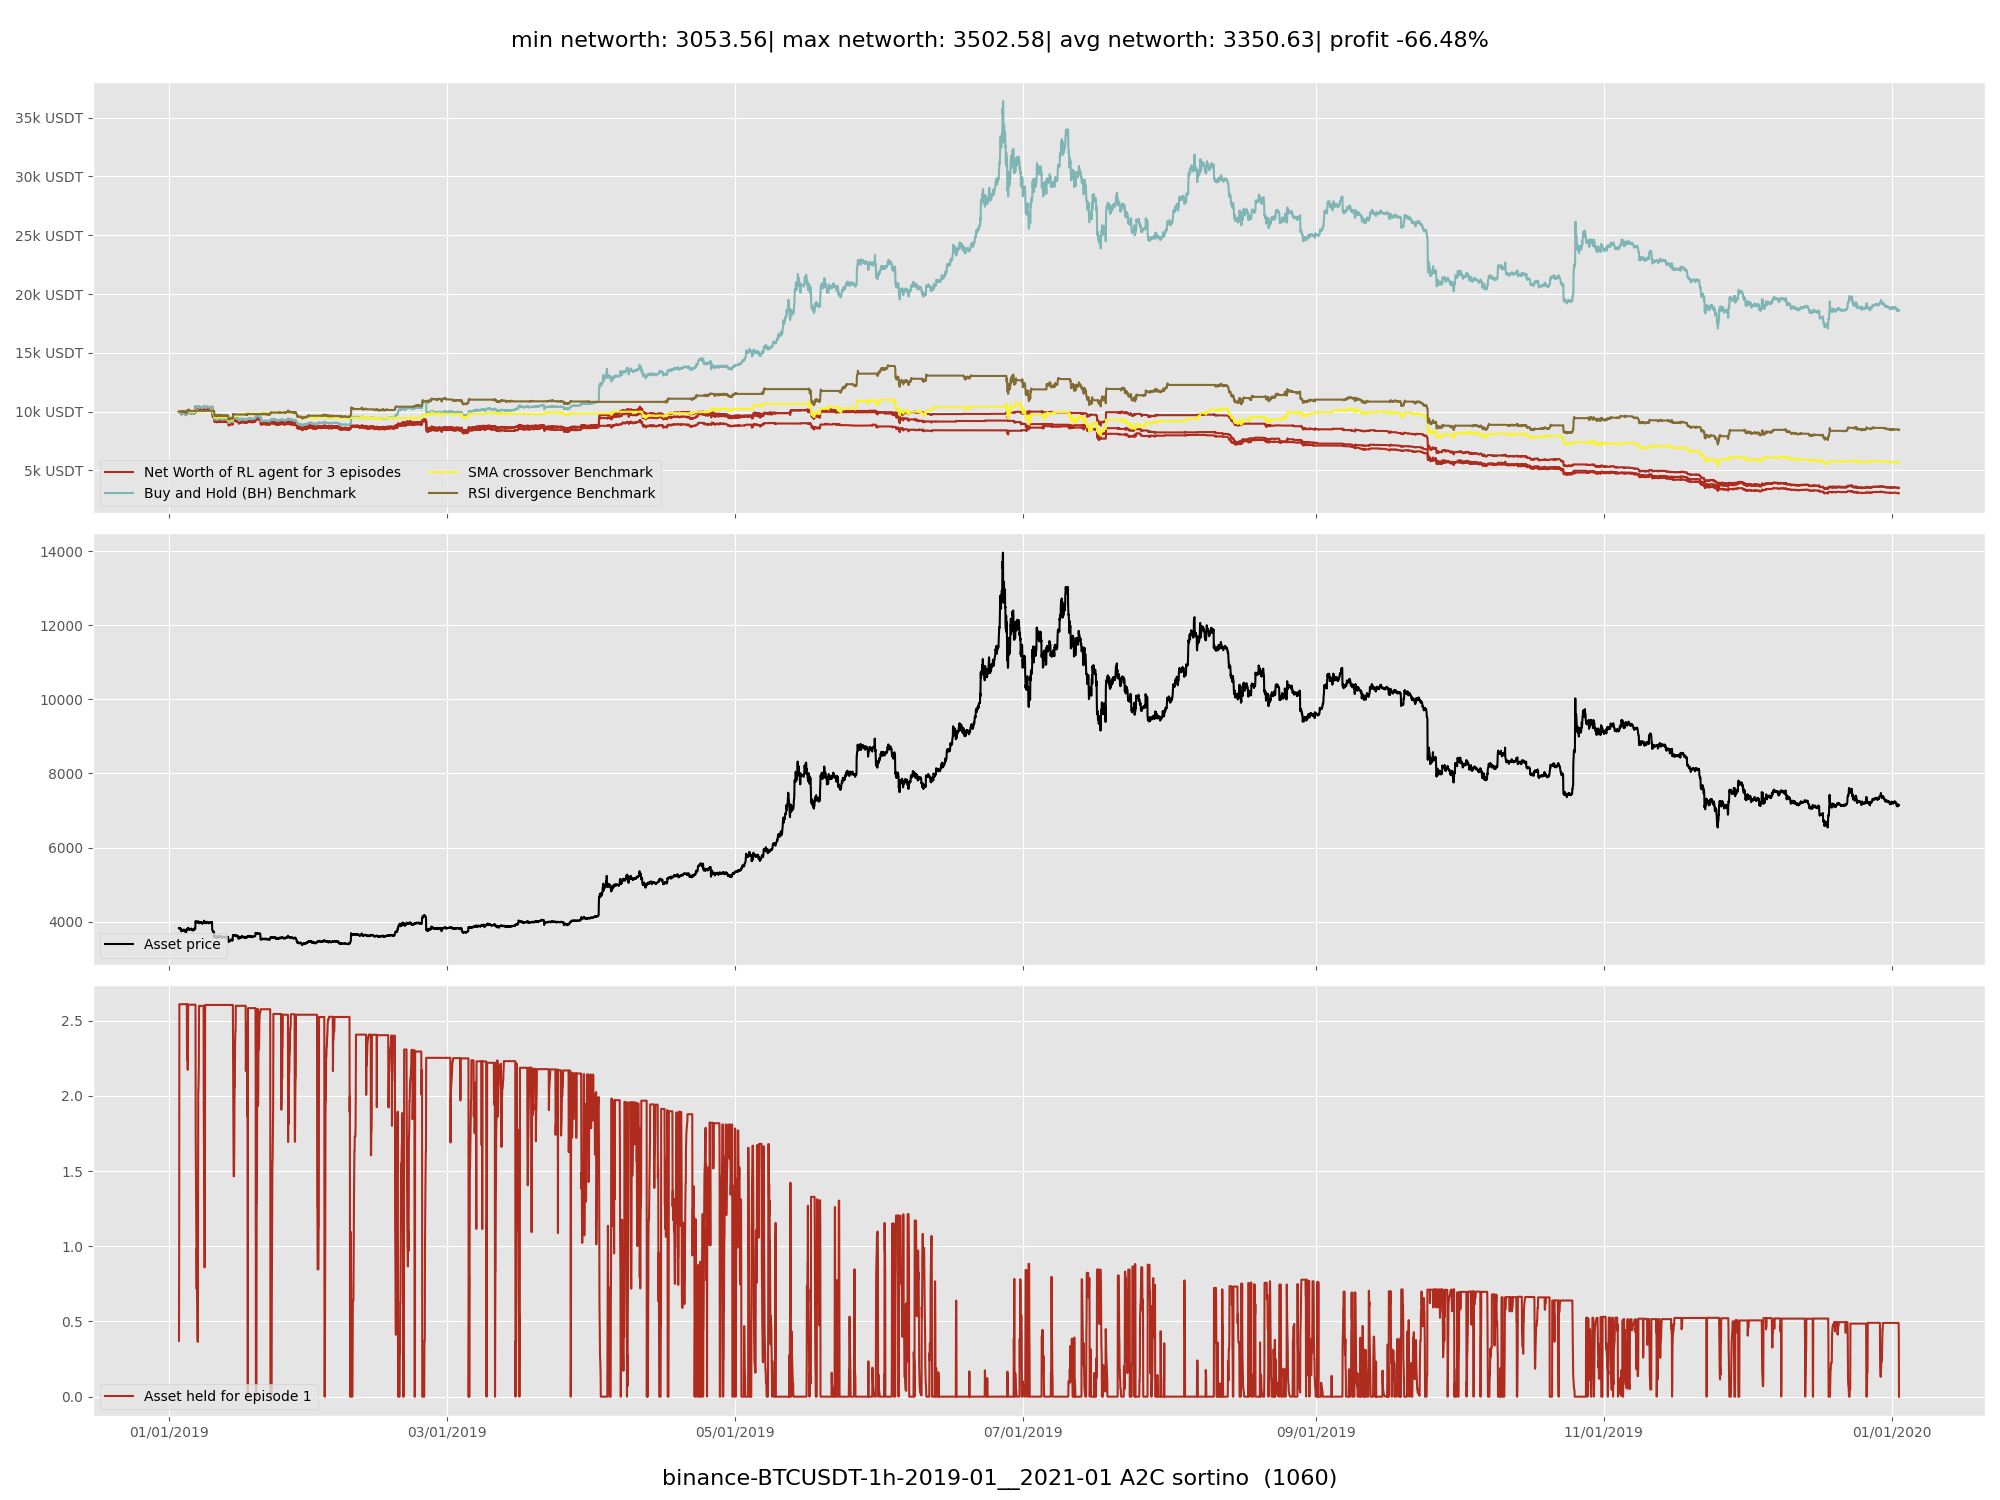 min networth: 3053.56| max networth: 3502.58| avg networth: 3350.63| profit -66.48%
35k USDT
30k USDT
25k USDT
20k USDT
15k USDT
10k USDT
5k USDT
Net Worth of RL agent for 3 episodes
Buy and Hold (BH) Benchmark
SMA crossover Benchmark
RSI divergence Benchmark
14000
12000
10000
8000
6000
4000
Asset price
2.5
2.0
1.5
1.0
0.5
0.0
Asset held for episode 1
01/01/2019
03/01/2019
05/01/2019
07/01/2019
09/01/2019
11/01/2019
01/01/2020
binance-BTCUSDT-1h-2019-01__2021-01 A2C sortino  (1060)